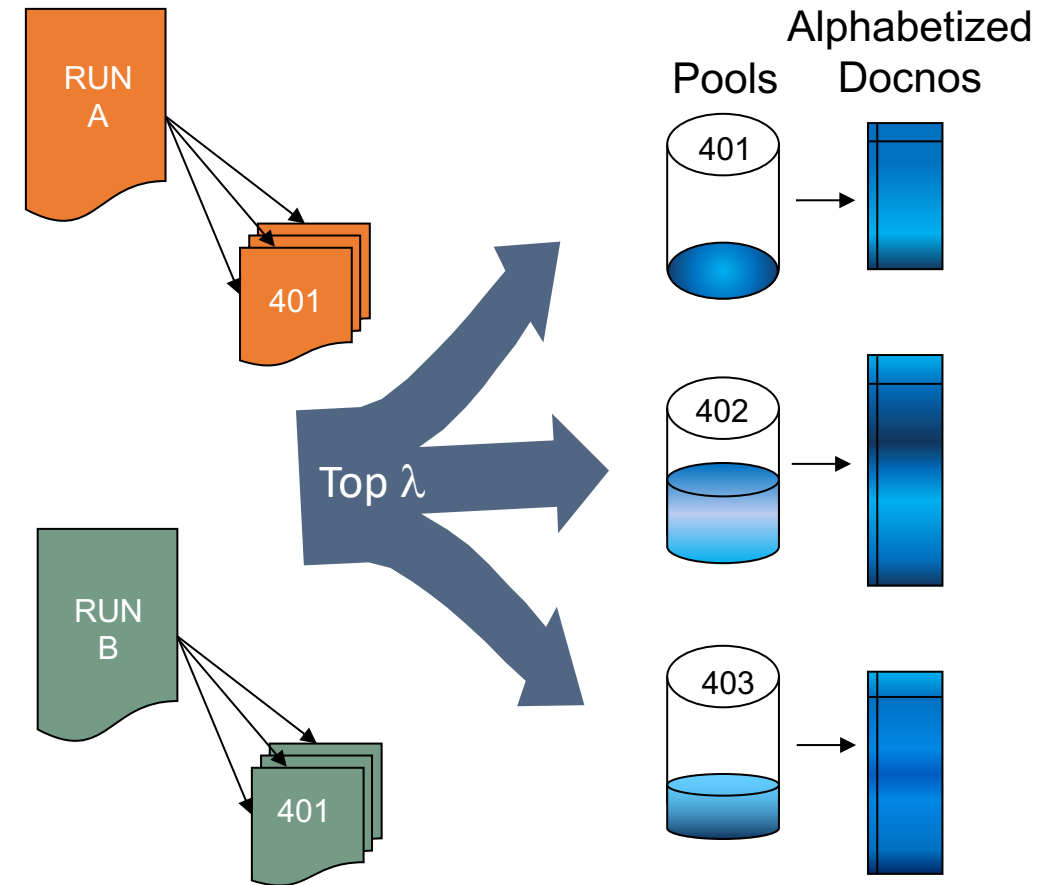 RUN
A
401
RUN
B
401
Top λ
Pools
Alphabetized
Docnos
401
402
403